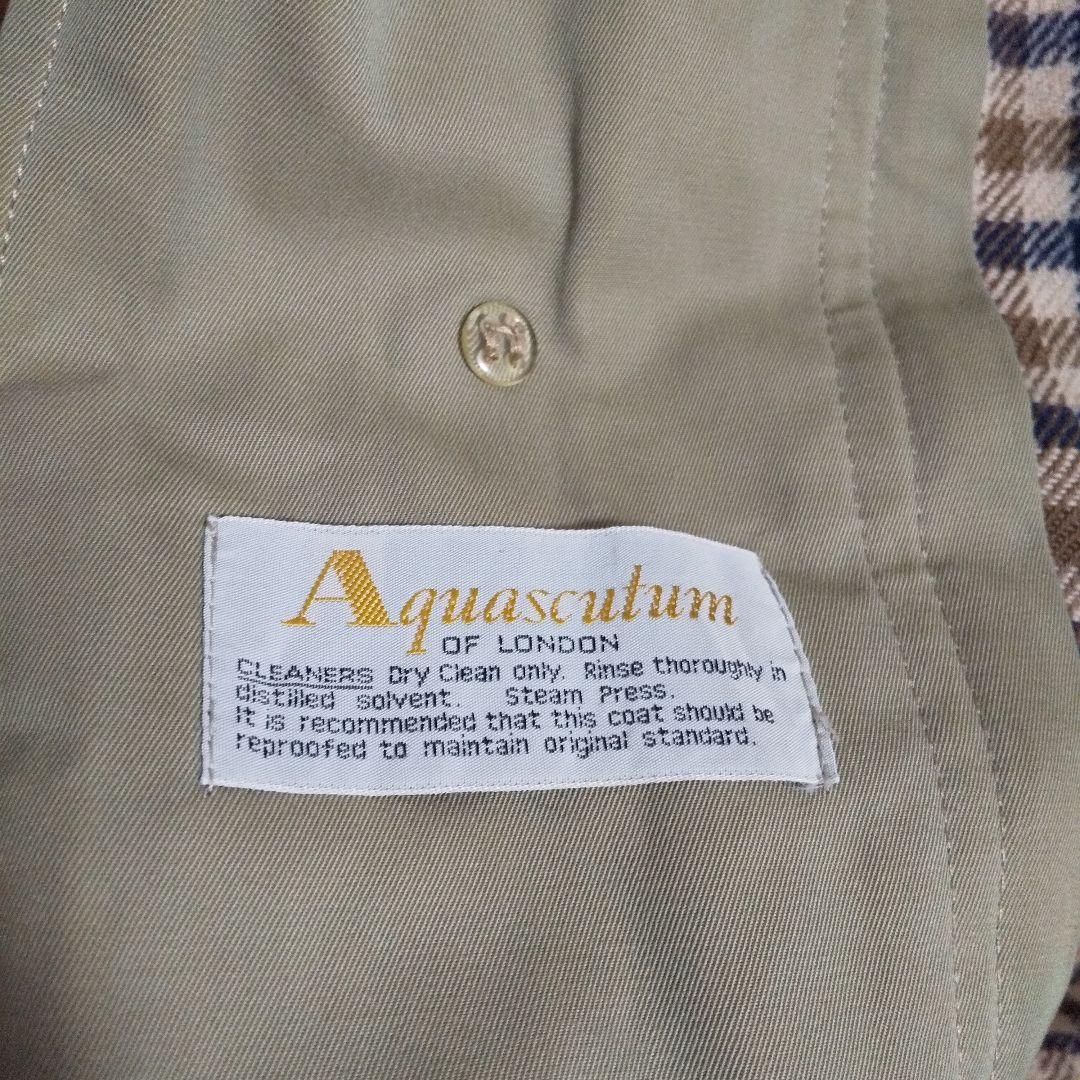 Aquascutum
OF LONDON
CLEANERS Dry Clean Only. Rinse thoroughly in
distilled solvent. Steam Press.
It is recommended that this coat should be
reproofed to maintain original standard.